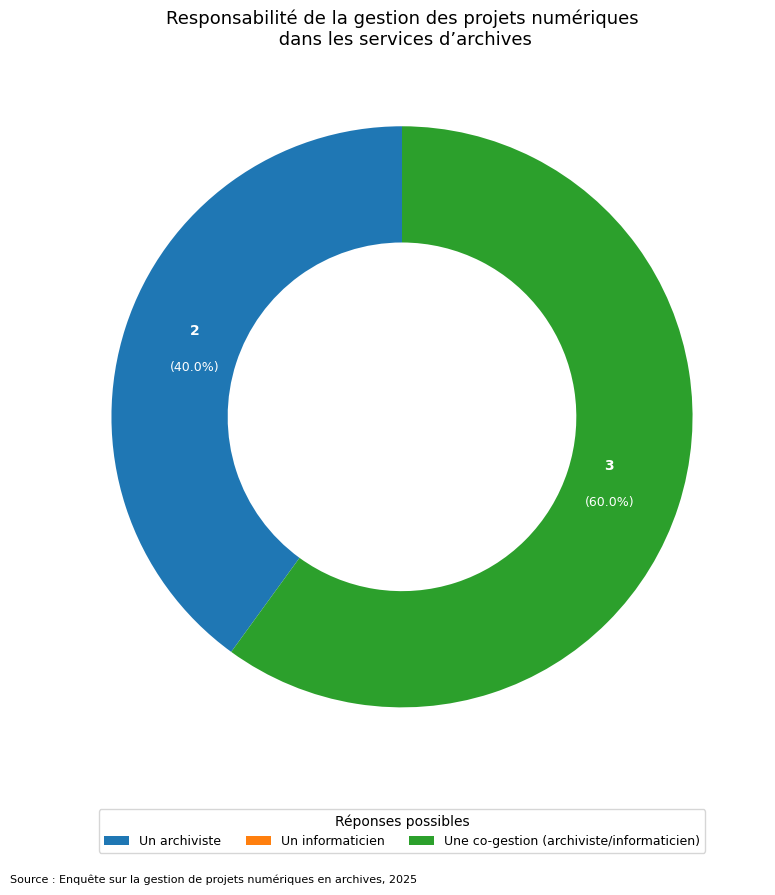 Responsabilité de la gestion des projets numériques
dans les services d’archives
2
(40.0%)
3
(60.0%)
Réponses possibles
Un archiviste Un informaticien Une co-gestion (archiviste/informaticien)
Source : Enquête sur la gestion de projets numériques en archives, 2025